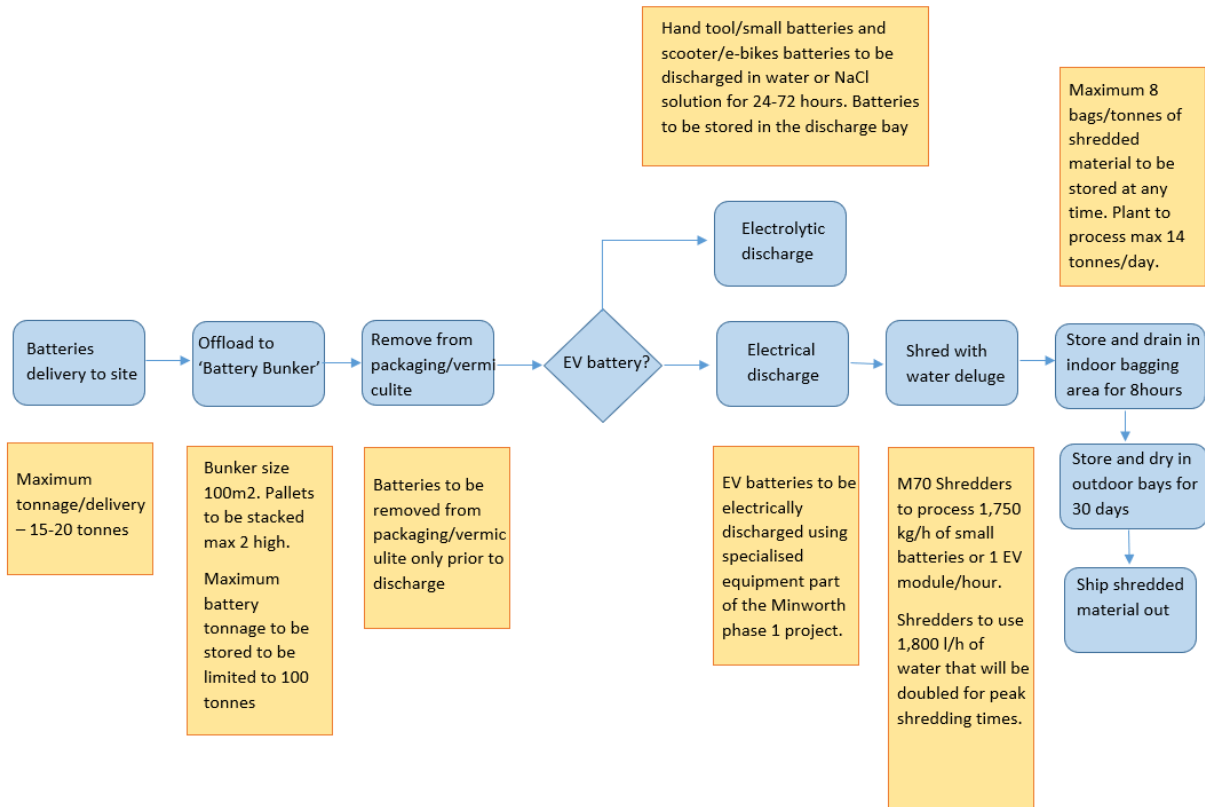 Hand tool/small batteries and
scooter/e-bikes batteries to be
discharged in water or NaCl
solution for 24-72 hours. Batteries
to be stored in the discharge bay
Maximum 8
bags/tonnes of
shredded
material to be
stored at any
time. Plant to
process max 14
tonnes/day.
Electrolytic
discharge
Batteries
delivery to site
Offload to
‘Battery Bunker’
Remove from
packaging/vermi
culite
EV battery?
Electrical
discharge
Shred with
water deluge
Store and drain in
indoor bagging
area for 8hours
Store and dry in
outdoor bays for
30 days
Ship shredded
material out
Maximum
tonnage/delivery
– 15-20 tonnes
Bunker size
100m2. Pallets
to be stacked
max 2 high.
Maximum
battery
tonnage to be
stored to be
limited to 100
tonnes
Batteries to be
removed from
packaging/vermic
ulite only prior to
discharge
EV batteries to be
electrically
discharged using
specialised
equipment part
of the Minworth
phase 1 project.
M70 Shredders
to process 1,750
kg/h of small
batteries or 1 EV
module/hour.
Shredders to use
1,800 l/h of
water that will be
doubled for peak
shredding times.